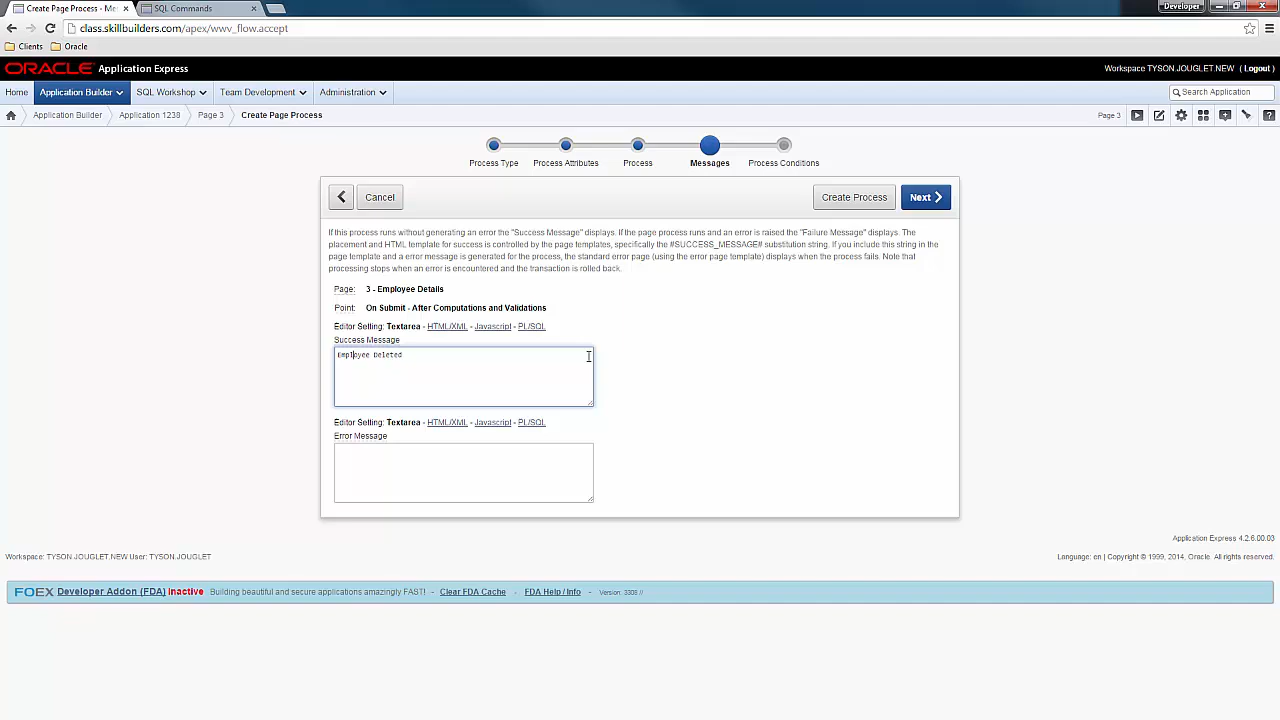 Create Page Process - Me
SQL Commands
Developer
class.skillbuilders.com/apex/wwv_flow.accept
Clients
Oracle
ORACLE Application Express
Workspace TYSON.JOUGLET.NEW ( Logout )
Home
Application Builder
SQL Workshop
Team Development
Administration
Search Application
Application Builder
Application 1238
Page 3
Create Page Process
Page 3
Process Type
Process Attributes
Process
Messages
Process Conditions
Cancel
Create Process
Next
If this process runs without generating an error the "Success Message" displays. If the page process runs and an error is raised the "Failure Message" displays. The
placement and HTML template for success is controlled by the page templates, specifically the #SUCCESS_MESSAGE# substitution string. If you include this string in the
page template and a error message is generated for the process, the standard error page (using the error page template) displays when the process fails. Note that
processing stops when an error is encountered and the transaction is rolled back.
Page: 3 - Employee Details
Point: On Submit - After Computations and Validations
Editor Selling: Textarea - HTML/XML - Javascript - PL/SQL
Success Message
Employee Deleted
Editor Selling: Textarea - HTML/XML - Javascript - PL/SQL
Error Message
Application Express 4.2.6.00.03
Workspace: TYSON.JOUGLET.NEW User: TYSON.JOUGLET
Language: en | Copyright © 1999, 2014, Oracle. All rights reserved.
FOEX Developer Addon (FDA) Inactive Building beautiful and secure applications amazingly FAST! - Clear FDA Cache - FDA Help / Info - Version: 3306 //